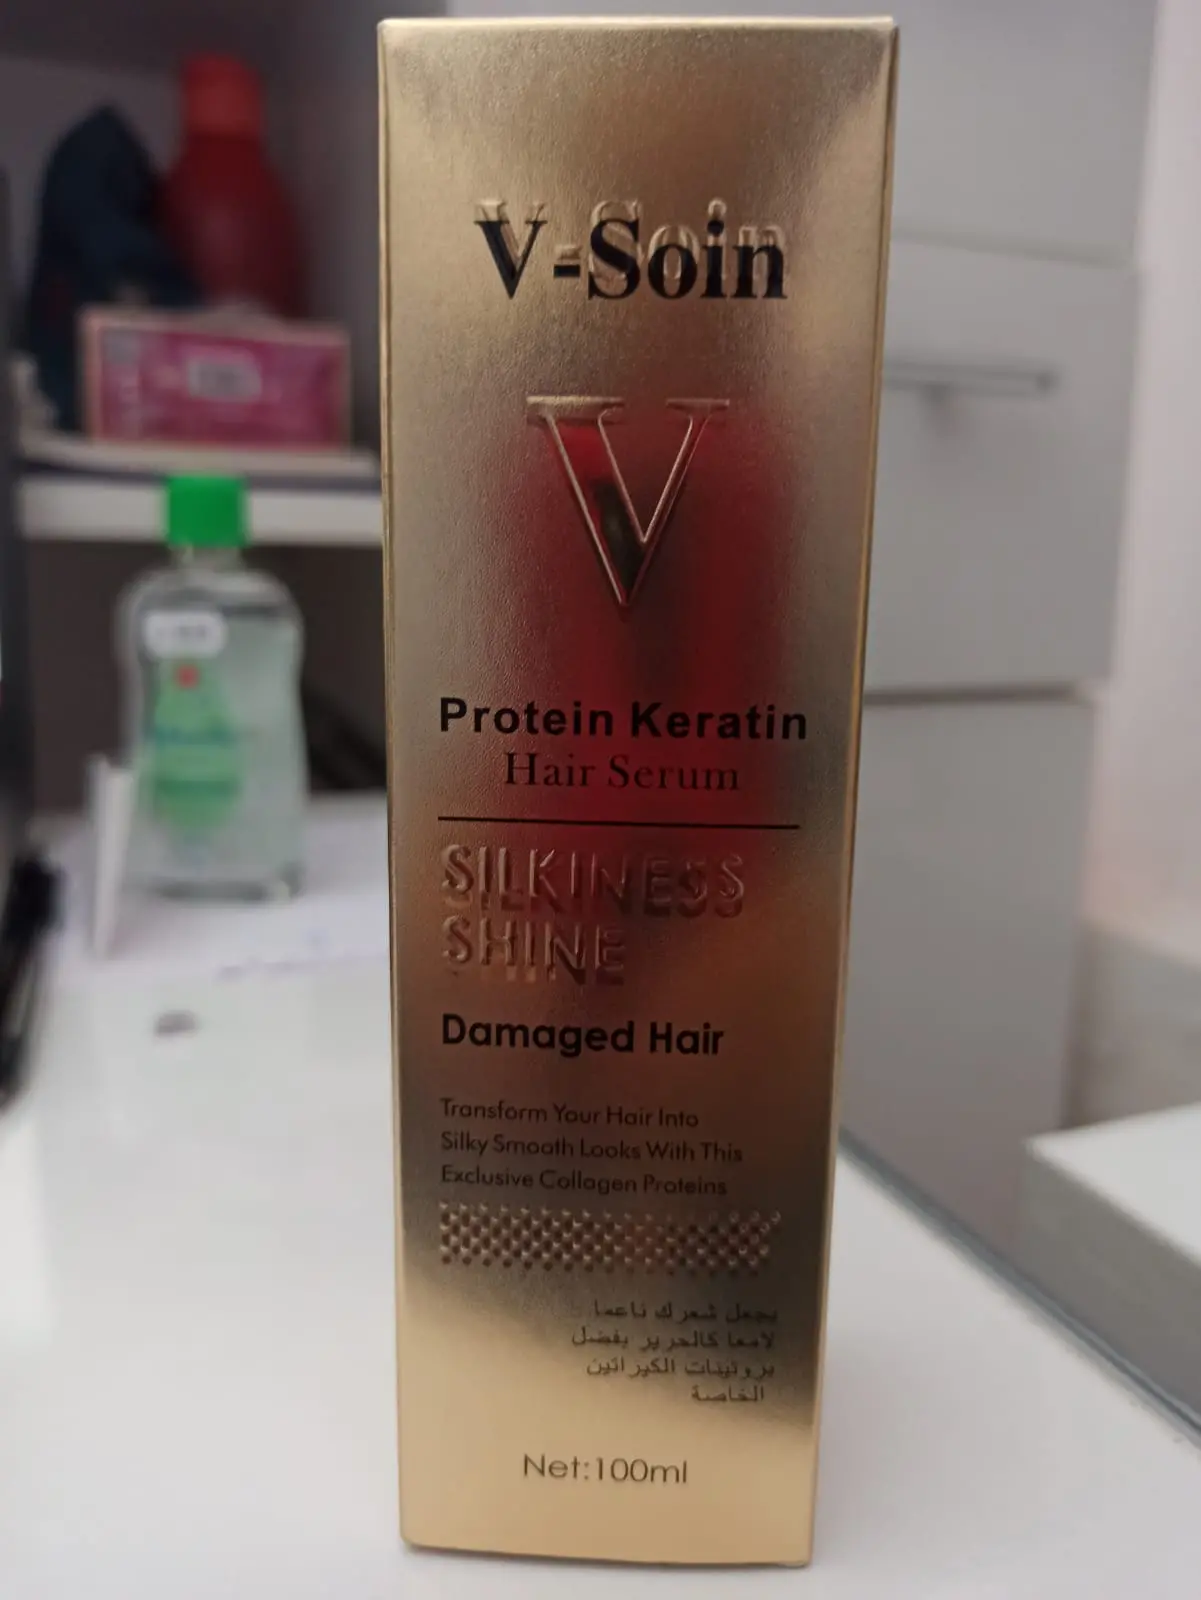 V-Soin
V
Protein Keratin
Hair Serum
SILKINESS
SHINE
Damaged Hair
Transform Your Hair Into
Silky Smooth Looks With This
Exclusive Collagen Proteins
يجعل شعرك ناعما
لامعا كالحرير بفضل
بروتينات الكيراتين
الخاصة
Net:100ml